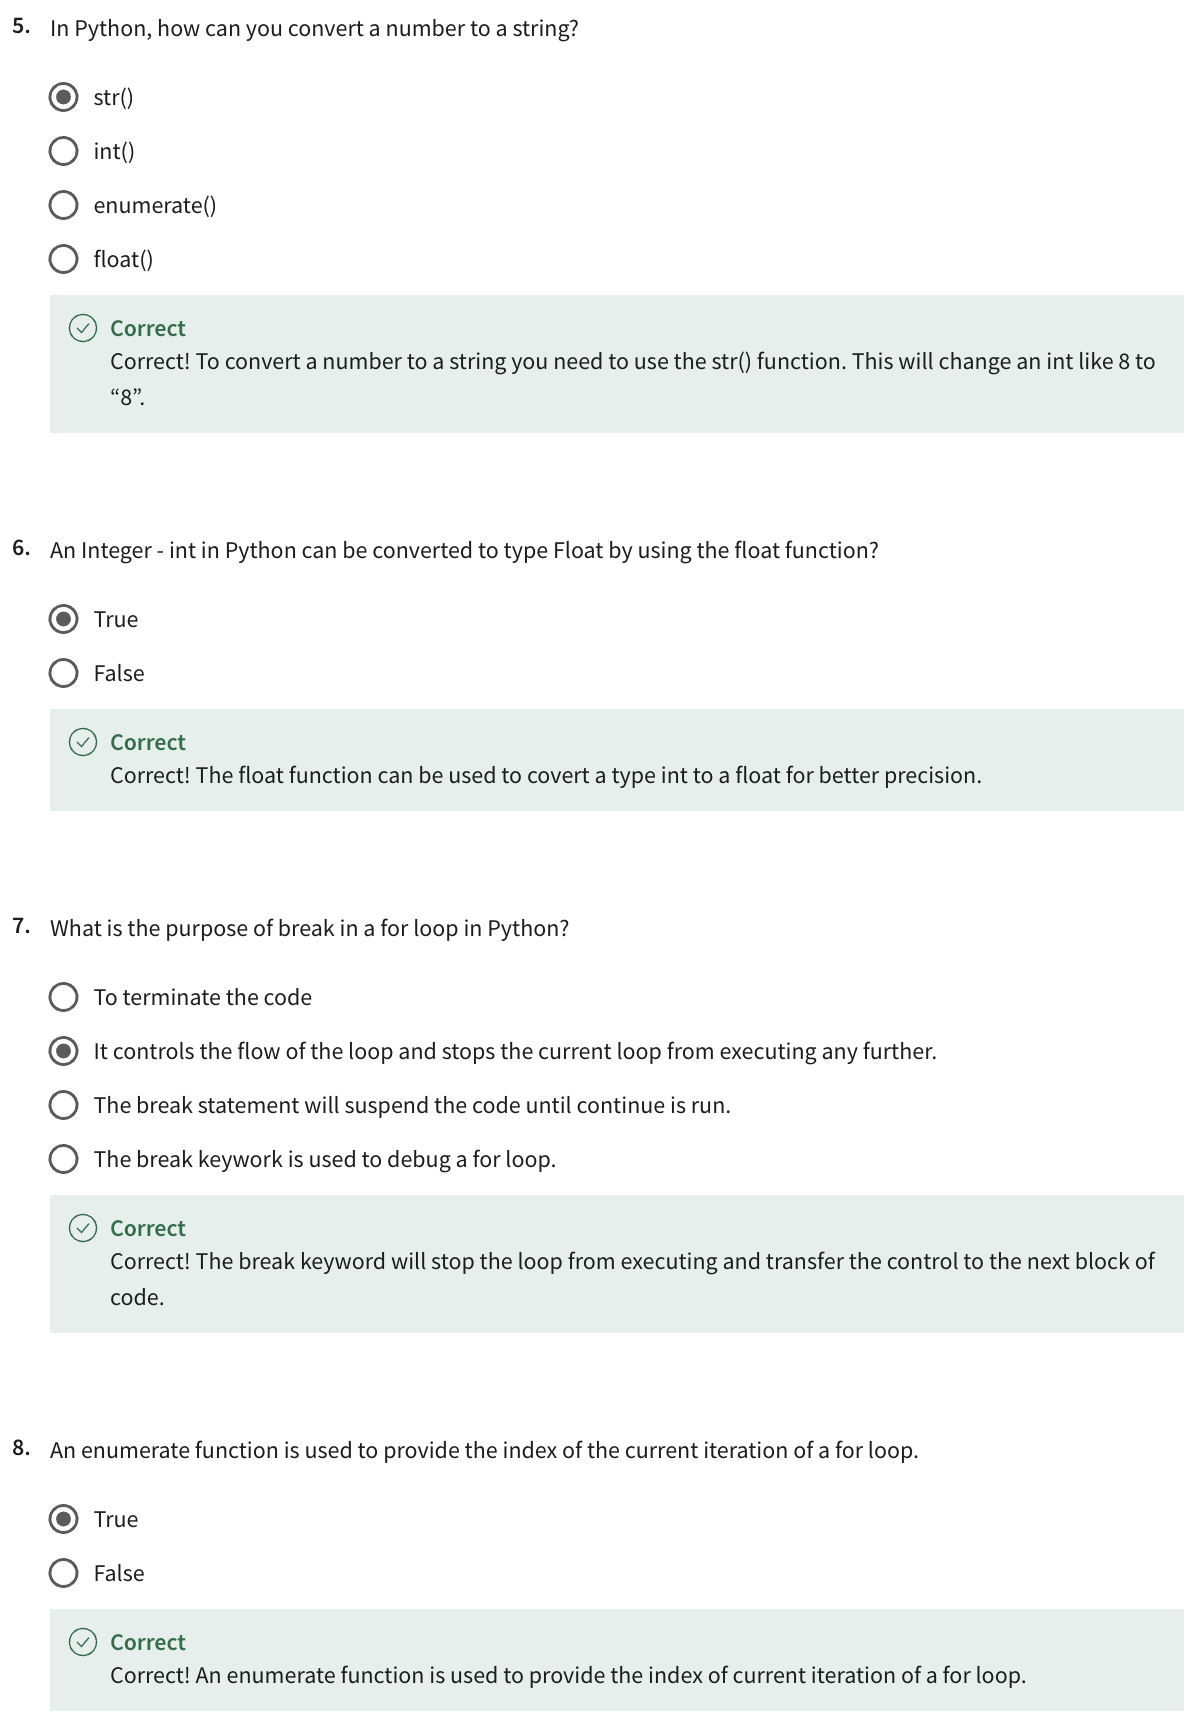 5. In Python, how can you convert a number to a string?
str()
int()
enumerate()
float()
Correct
Correct! To convert a number to a string you need to use the str() function. This will change an int like 8 to
“8”.
6. An Integer - int in Python can be converted to type Float by using the float function?
True
False
Correct
Correct! The float function can be used to covert a type int to a float for better precision.
7. What is the purpose of break in a for loop in Python?
To terminate the code
It controls the flow of the loop and stops the current loop from executing any further.
The break statement will suspend the code until continue is run.
The break keywork is used to debug a for loop.
Correct
Correct! The break keyword will stop the loop from executing and transfer the control to the next block of
code.
8. An enumerate function is used to provide the index of the current iteration of a for loop.
True
False
Correct
Correct! An enumerate function is used to provide the index of current iteration of a for loop.